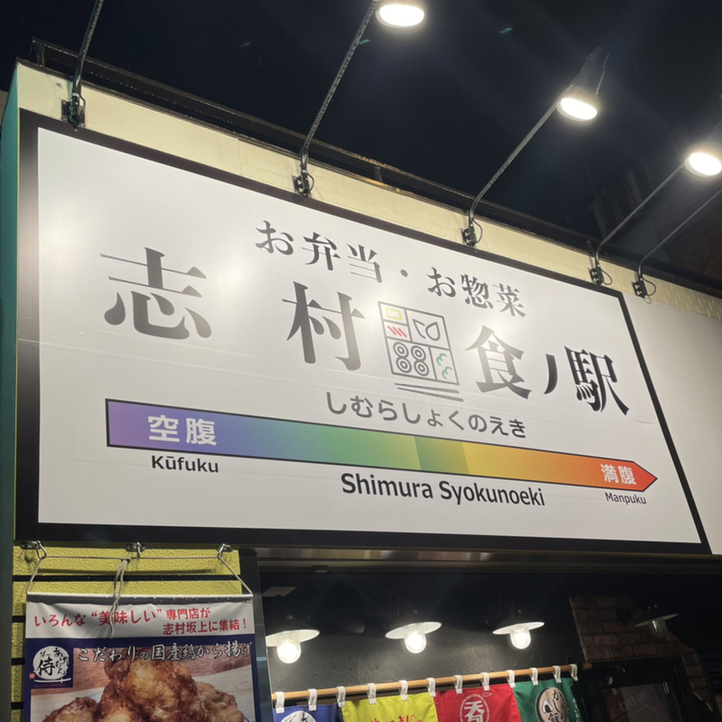 お弁当・お惣菜
志村 食ノ駅
しむらしょくのえき
空腹
Kūfuku
Shimura Syokunoeki
満腹
Manpuku
いろんな“美味しい”専門店が
志村坂上に集結！
侍
こだわりの国産鶏から揚げ
呑